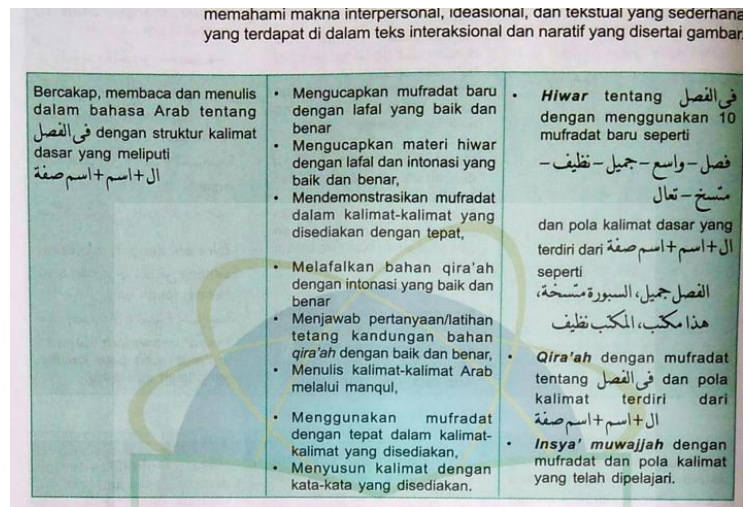 memahami makna interpersonal, ideasional, dan tekstual yang sederhana
yang terdapat di dalam teks interaksional dan naratif yang disertai gambar.
Bercakap, membaca dan menulis
dalam bahasa Arab tentang
فى الفصل dengan struktur kalimat
dasar yang meliputi
ال+اسم+اسم صفة
• Mengucapkan mufradat baru
dengan lafal yang baik dan
benar
• Mengucapkan materi hiwar
dengan lafal dan intonasi yang
baik dan benar,
• Mendemonstrasikan mufradat
dalam kalimat-kalimat yang
disediakan dengan tepat,
• Melafalkan bahan qira'ah
dengan intonasi yang baik dan
benar
• Menjawab pertanyaan/latihan
tetang kandungan bahan
qira'ah dengan baik dan benar,
• Menulis kalimat-kalimat Arab
melalui manqul,
• Menggunakan mufradat
dengan tepat dalam kalimat-
kalimat yang disediakan,
• Menyusun kalimat dengan
kata-kata yang disediakan.
• Hiwar tentang فى الفصل
dengan menggunakan 10
mufradat baru seperti
فصل – واسع – جميل – نظيف –
متسخ – تعال
dan pola kalimat dasar yang
terdiri dari ال+اسم+اسم صفة
seperti
الفصل جميل، السبورة متسخة،
هذا مكتب، المكتب نظيف
• Qira'ah dengan mufradat
tentang فى الفصل dan pola
kalimat terdiri dari
ال+اسم+اسم صفة
• Insya' muwajjah dengan
mufradat dan pola kalimat
yang telah dipelajari.